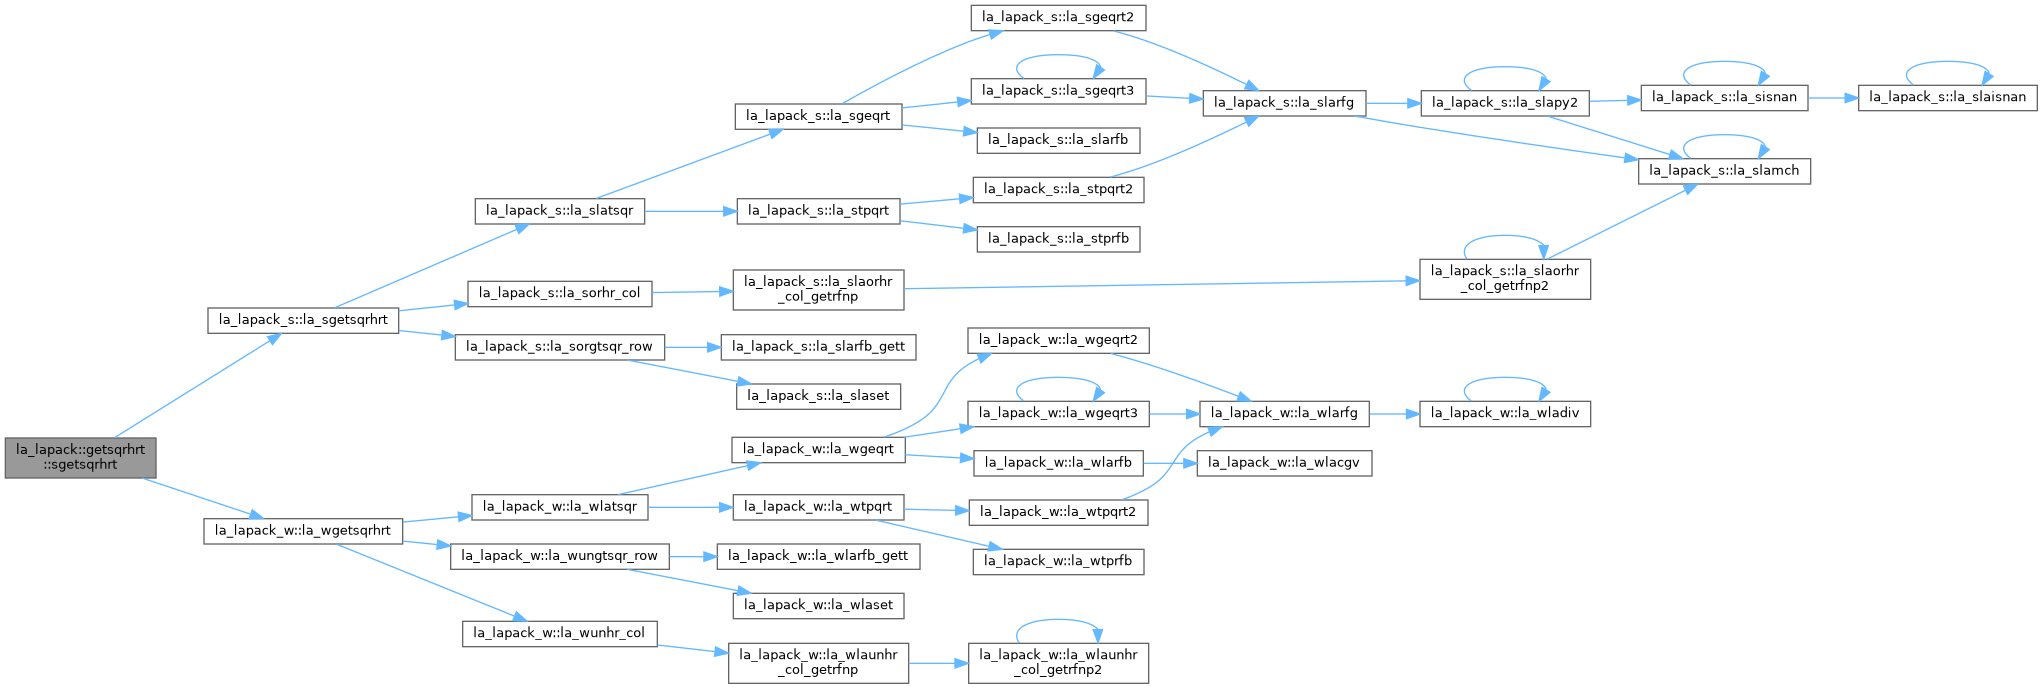 la_lapack::getsqrhrt
::sgetsqrhrt
la_lapack_s::la_sgetsqrhrt
la_lapack_s::la_slatsqr
la_lapack_s::la_sgeqrt
la_lapack_s::la_sgeqrt2
la_lapack_s::la_slarfg
la_lapack_s::la_slapy2
la_lapack_s::la_sisnan
la_lapack_s::la_slaisnan
la_lapack_s::la_slamch
la_lapack_s::la_sgeqrt3
la_lapack_s::la_slarfb
la_lapack_s::la_stpqrt
la_lapack_s::la_stpqrt2
la_lapack_s::la_stprfb
la_lapack_s::la_sorhr_col
la_lapack_s::la_slaorhr
_col_getrfnp
la_lapack_s::la_slaorhr
_col_getrfnp2
la_lapack_s::la_sorgtsqr_row
la_lapack_s::la_slarfb_gett
la_lapack_s::la_slaset
la_lapack_w::la_wgetsqrhrt
la_lapack_w::la_wlatsqr
la_lapack_w::la_wgeqrt
la_lapack_w::la_wgeqrt2
la_lapack_w::la_wlarfg
la_lapack_w::la_wladiv
la_lapack_w::la_wgeqrt3
la_lapack_w::la_wlarfb
la_lapack_w::la_wlacgv
la_lapack_w::la_wtpqrt
la_lapack_w::la_wtpqrt2
la_lapack_w::la_wtprfb
la_lapack_w::la_wungtsqr_row
la_lapack_w::la_wlarfb_gett
la_lapack_w::la_wlaset
la_lapack_w::la_wunhr_col
la_lapack_w::la_wlaunhr
_col_getrfnp
la_lapack_w::la_wlaunhr
_col_getrfnp2